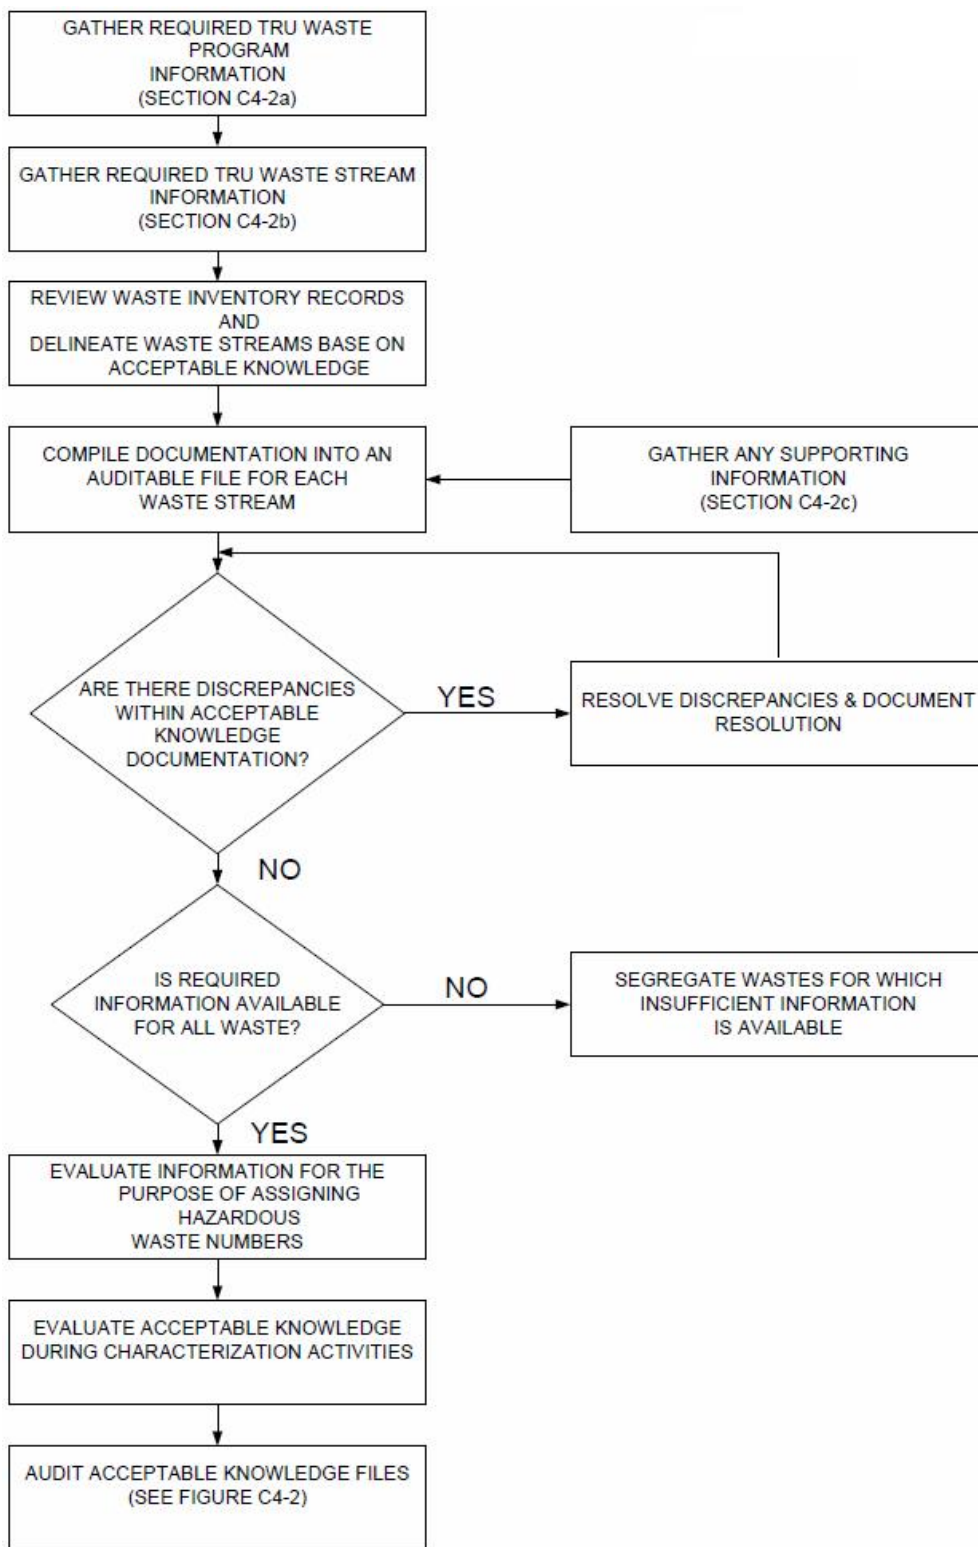 GATHER REQUIRED TRU WASTE
PROGRAM
INFORMATION
(SECTION C4-2a)
GATHER REQUIRED TRU WASTE STREAM
INFORMATION
(SECTION C4-2b)
REVIEW WASTE INVENTORY RECORDS
AND
DELINEATE WASTE STREAMS BASE ON
ACCEPTABLE KNOWLEDGE
COMPILE DOCUMENTATION INTO AN
AUDITABLE FILE FOR EACH
WASTE STREAM
GATHER ANY SUPPORTING
INFORMATION
(SECTION C4-2c)
ARE THERE DISCREPANCIES
WITHIN ACCEPTABLE
KNOWLEDGE
DOCUMENTATION?
YES
RESOLVE DISCREPANCIES & DOCUMENT
RESOLUTION
NO
IS REQUIRED
INFORMATION AVAILABLE
FOR ALL WASTE?
NO
SEGREGATE WASTES FOR WHICH
INSUFFICIENT INFORMATION
IS AVAILABLE
YES
EVALUATE INFORMATION FOR THE
PURPOSE OF ASSIGNING
HAZARDOUS
WASTE NUMBERS
EVALUATE ACCEPTABLE KNOWLEDGE
DURING CHARACTERIZATION ACTIVITIES
AUDIT ACCEPTABLE KNOWLEDGE FILES
(SEE FIGURE C4-2)